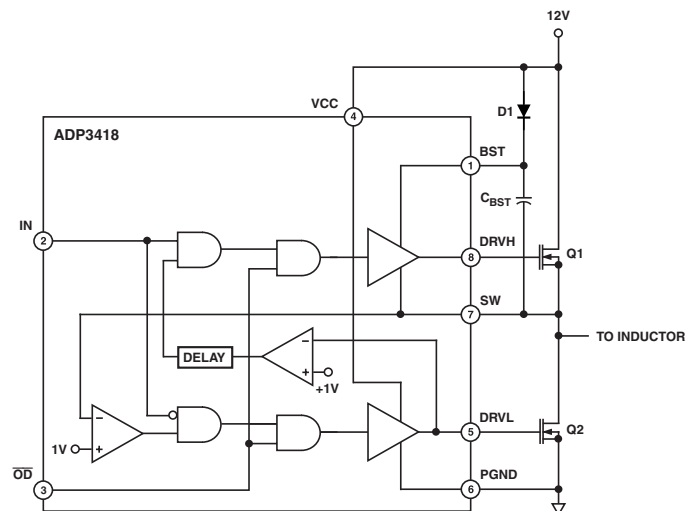 12V
VCC
D1
4
ADP3418
BST
1
C_BST
IN
2
DRVH
8
Q1
SW
7
TO INDUCTOR
DELAY
+1V
DRVL
5
Q2
1V
OD
3
PGND
6